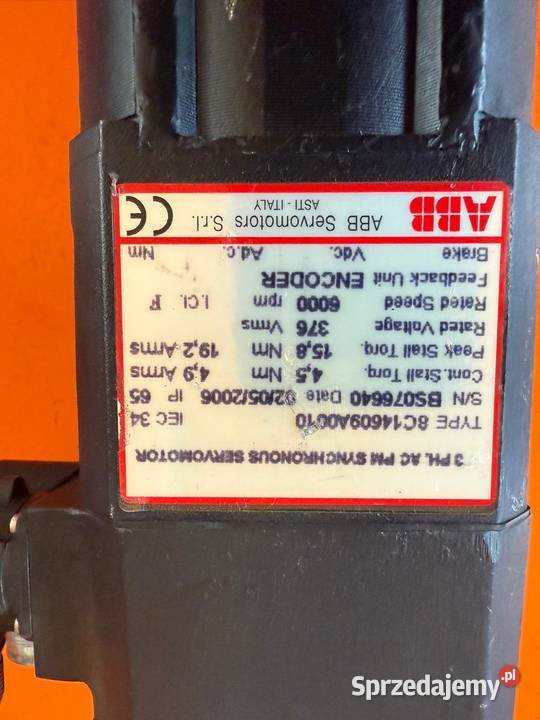 3 PH. AC PM SYNCHRONOUS SERVOMOTOR
TYPE 8C14609A0010 IEC 34
S/N BS076640 Date 02/05/2006 IP 65
Cont.Stall Torq. 4,5 Nm 4,9 Arms
Peak Stall Torq. 15,8 Nm 19,2 Arms
Rated Voltage 376 Vrms
Rated Speed 6000 rpm I.Cl. F
Feedback Unit ENCODER
Brake Vdc. Ad.c. Nm
ABB ABB Servomotors S.r.l. CE
ASTI - ITALY
Sprzedajemy.pl